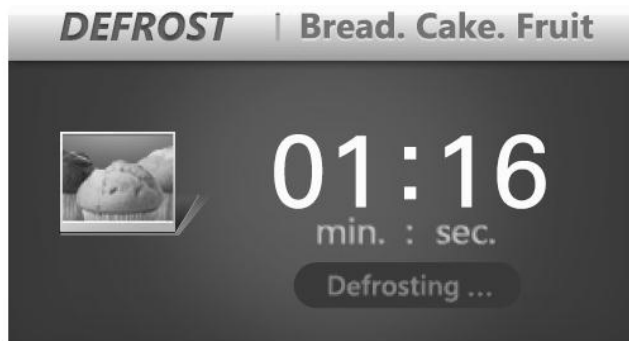 DEFROST | Bread. Cake. Fruit
01:16
min. : sec.
Defrosting ...